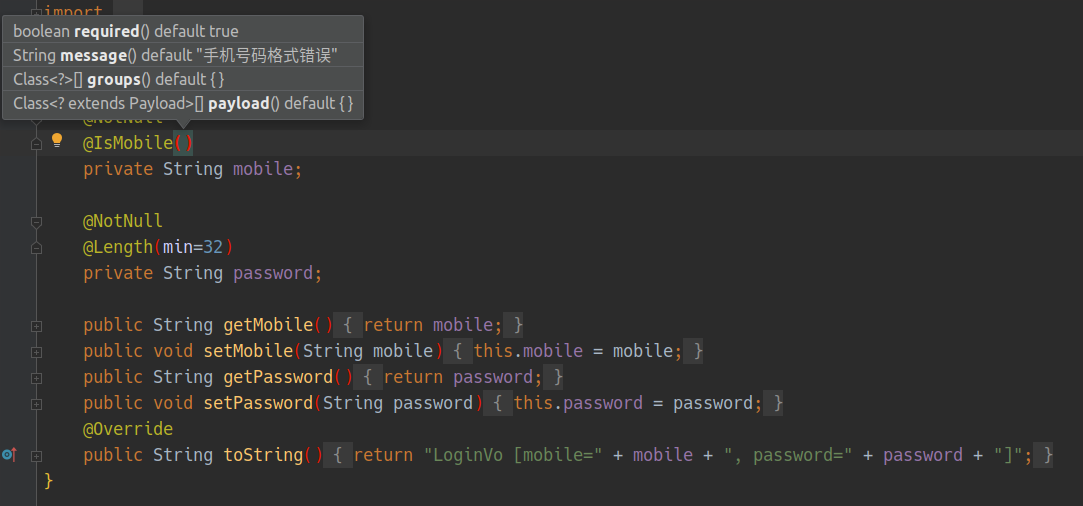 import ...
boolean required() default true
String message() default "手机号码格式错误"
Class<?>[] groups() default {}
Class<? extends Payload>[] payload() default {}
@NotNull
@IsMobile()
private String mobile;
@NotNull
@Length(min=32)
private String password;
public String getMobile() { return mobile; }
public void setMobile(String mobile) { this.mobile = mobile; }
public String getPassword() { return password; }
public void setPassword(String password) { this.password = password; }
@Override
public String toString() { return "LoginVo [mobile=" + mobile + ", password=" + password + "]"; }
}